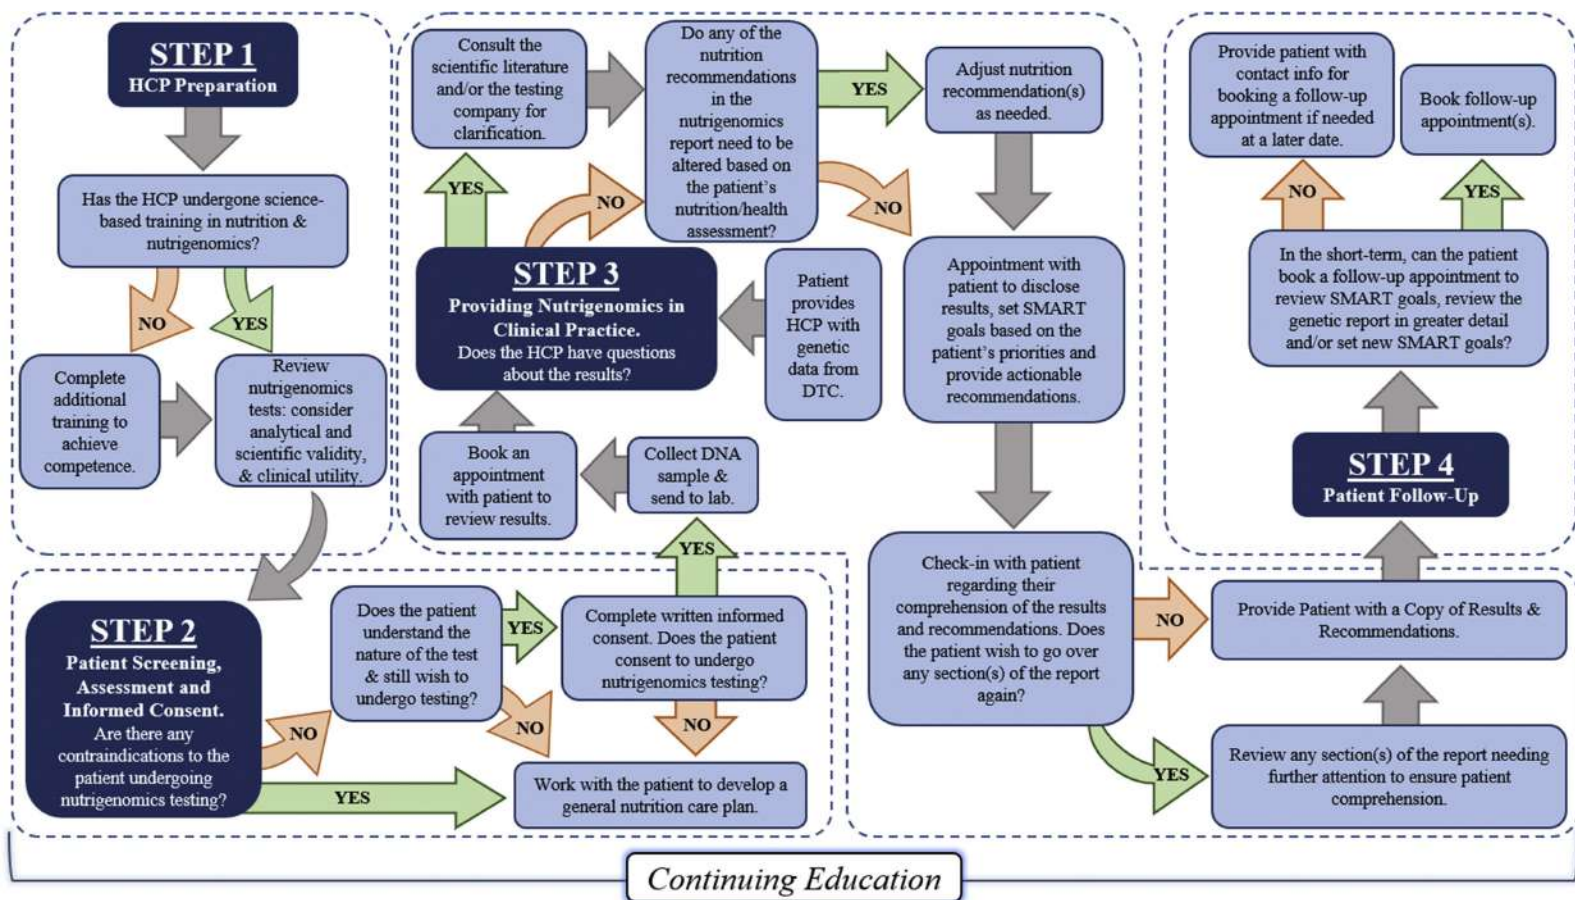 STEP 1
HCP Preparation
Has the HCP undergone science-
based training in nutrition &
nutrigenomics?
NO
YES
Complete
additional
training to
achieve
competence.
Review
nutrigenomics
tests: consider
analytical and
scientific validity,
& clinical utility.
STEP 2
Patient Screening,
Assessment and
Informed Consent.
Are there any
contraindications to the
patient undergoing
nutrigenomics testing?
NO
YES
Does the patient
understand the
nature of the test
& still wish to
undergo testing?
YES
NO
Complete written informed
consent. Does the patient
consent to undergo
nutrigenomics testing?
YES
NO
Work with the patient to develop a
general nutrition care plan.
Collect DNA
sample &
send to lab.
Book an
appointment
with patient to
review results.
Patient
provides
HCP with
genetic
data from
DTC.
STEP 3
Providing Nutrigenomics in
Clinical Practice.
Does the HCP have questions
about the results?
YES
NO
Consult the
scientific literature
and/or the testing
company for
clarification.
Do any of the
nutrition
recommendations
in the
nutrigenomics
report need to be
altered based on
the patient's
nutrition/health
assessment?
YES
NO
Adjust nutrition
recommendation(s)
as needed.
Appointment with
patient to disclose
results, set SMART
goals based on the
patient's priorities and
provide actionable
recommendations.
Check-in with patient
regarding their
comprehension of the results
and recommendations. Does
the patient wish to go over
any section(s) of the report
again?
NO
YES
Provide Patient with a Copy of Results &
Recommendations.
Review any section(s) of the report needing
further attention to ensure patient
comprehension.
STEP 4
Patient Follow-Up
In the short-term, can the patient
book a follow-up appointment to
review SMART goals, review the
genetic report in greater detail
and/or set new SMART goals?
NO
YES
Provide patient with
contact info for
booking a follow-up
appointment if needed
at a later date.
Book follow-up
appointment(s).
Continuing Education